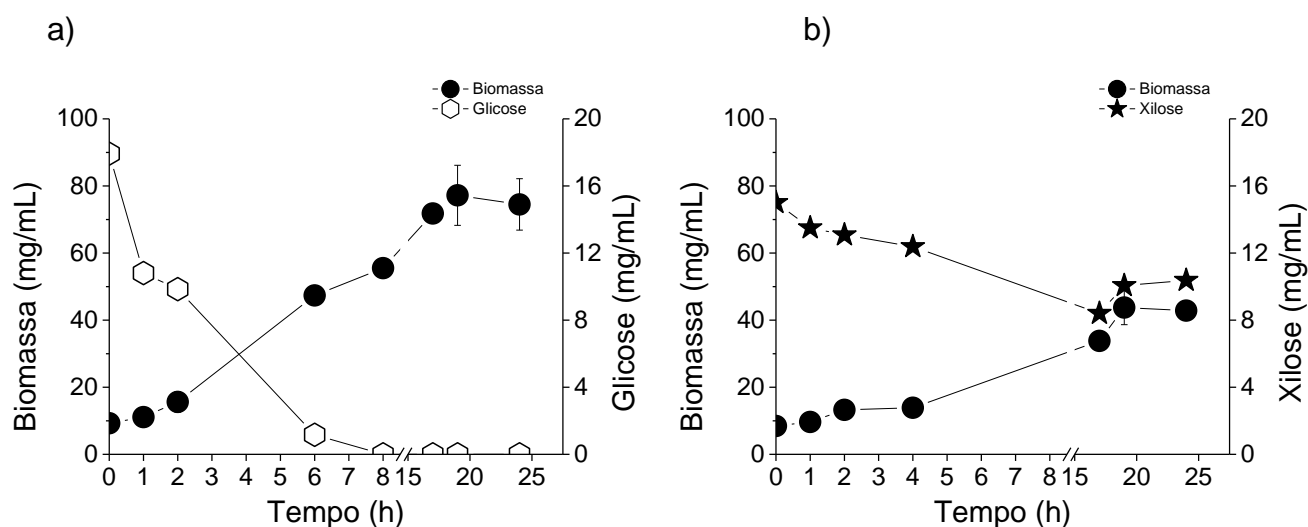 a)
Biomassa
Glicose
100
80
60
40
20
0
Biomassa (mg/mL)
20
16
12
8
4
0
Glicose (mg/mL)
0 1 2 3 4 5 6 7 8 15 20 25
Tempo (h)
b)
Biomassa
Xilose
100
80
60
40
20
0
Biomassa (mg/mL)
20
16
12
8
4
0
Xilose (mg/mL)
0 1 2 3 4 5 6 7 8 15 20 25
Tempo (h)